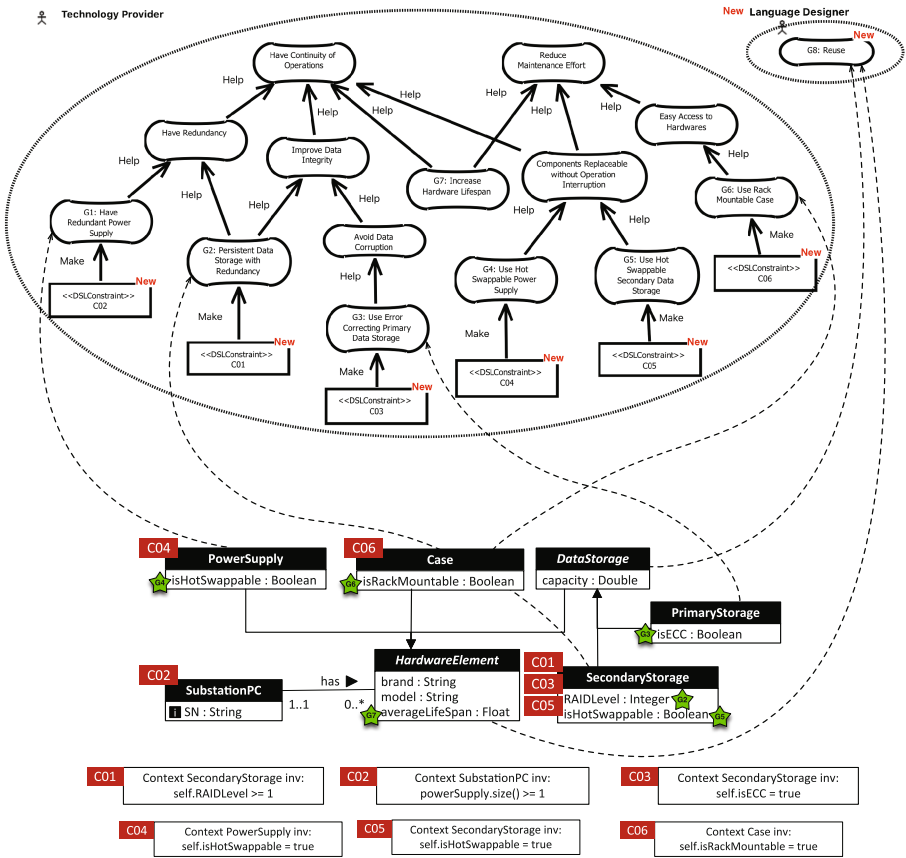 Technology Provider
New Language Designer
New
G8: Reuse
Have Continuity of
Operations
Reduce
Maintenance Effort
Help
Help
Help
Help
Help
Help
Help
Have Redundancy
Improve Data
Integrity
Easy Access to
Hardwares
Help
Help
Help
Help
Help
G7: Increase
Hardware Lifespan
Components Replaceable
without Operation
Interruption
G6: Use Rack
Mountable Case
G1: Have
Redundant Power
Supply
Help
Help
Make
G2: Persistent Data
Storage with
Redundancy
Avoid Data
Corruption
Make
New
<<DSLConstraint>>
C02
Help
G4: Use Hot
Swappable Power
Supply
G5: Use Hot
Swappable
Secondary Data
Storage
New
<<DSLConstraint>>
C06
Make
G3: Use Error
Correcting Primary
Data Storage
Make
Make
New
<<DSLConstraint>>
C01
Make
New
<<DSLConstraint>>
C03
New
<<DSLConstraint>>
C04
New
<<DSLConstraint>>
C05
C04
PowerSupply
G4
isHotSwappable : Boolean
C06
Case
G6
isRackMountable : Boolean
DataStorage
capacity : Double
PrimaryStorage
G3
isECC : Boolean
C02
SubstationPC
SN : String
has
1..1
0..*
HardwareElement
brand : String
model : String
G7
averageLifeSpan : Float
C01
C03
C05
SecondaryStorage
RAIDLevel : Integer
G2
isHotSwappable : Boolean
G5
C01
Context SecondaryStorage inv:
self.RAIDLevel >= 1
C02
Context SubstationPC inv:
powerSupply.size() >= 1
C03
Context SecondaryStorage inv:
self.isECC = true
C04
Context PowerSupply inv:
self.isHotSwappable = true
C05
Context SecondaryStorage inv:
self.isHotSwappable = true
C06
Context Case inv:
self.isRackMountable = true